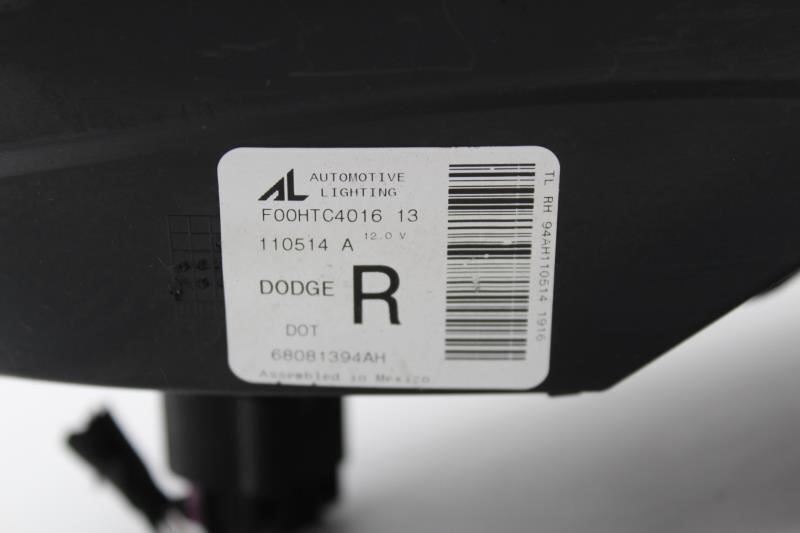 AL AUTOMOTIVE
LIGHTING
F00HTC4016 13
110514 A 12.0 V
DODGE R
DOT
68081394AH
Assembled in Mexico
TL RH 94AH110514 1916